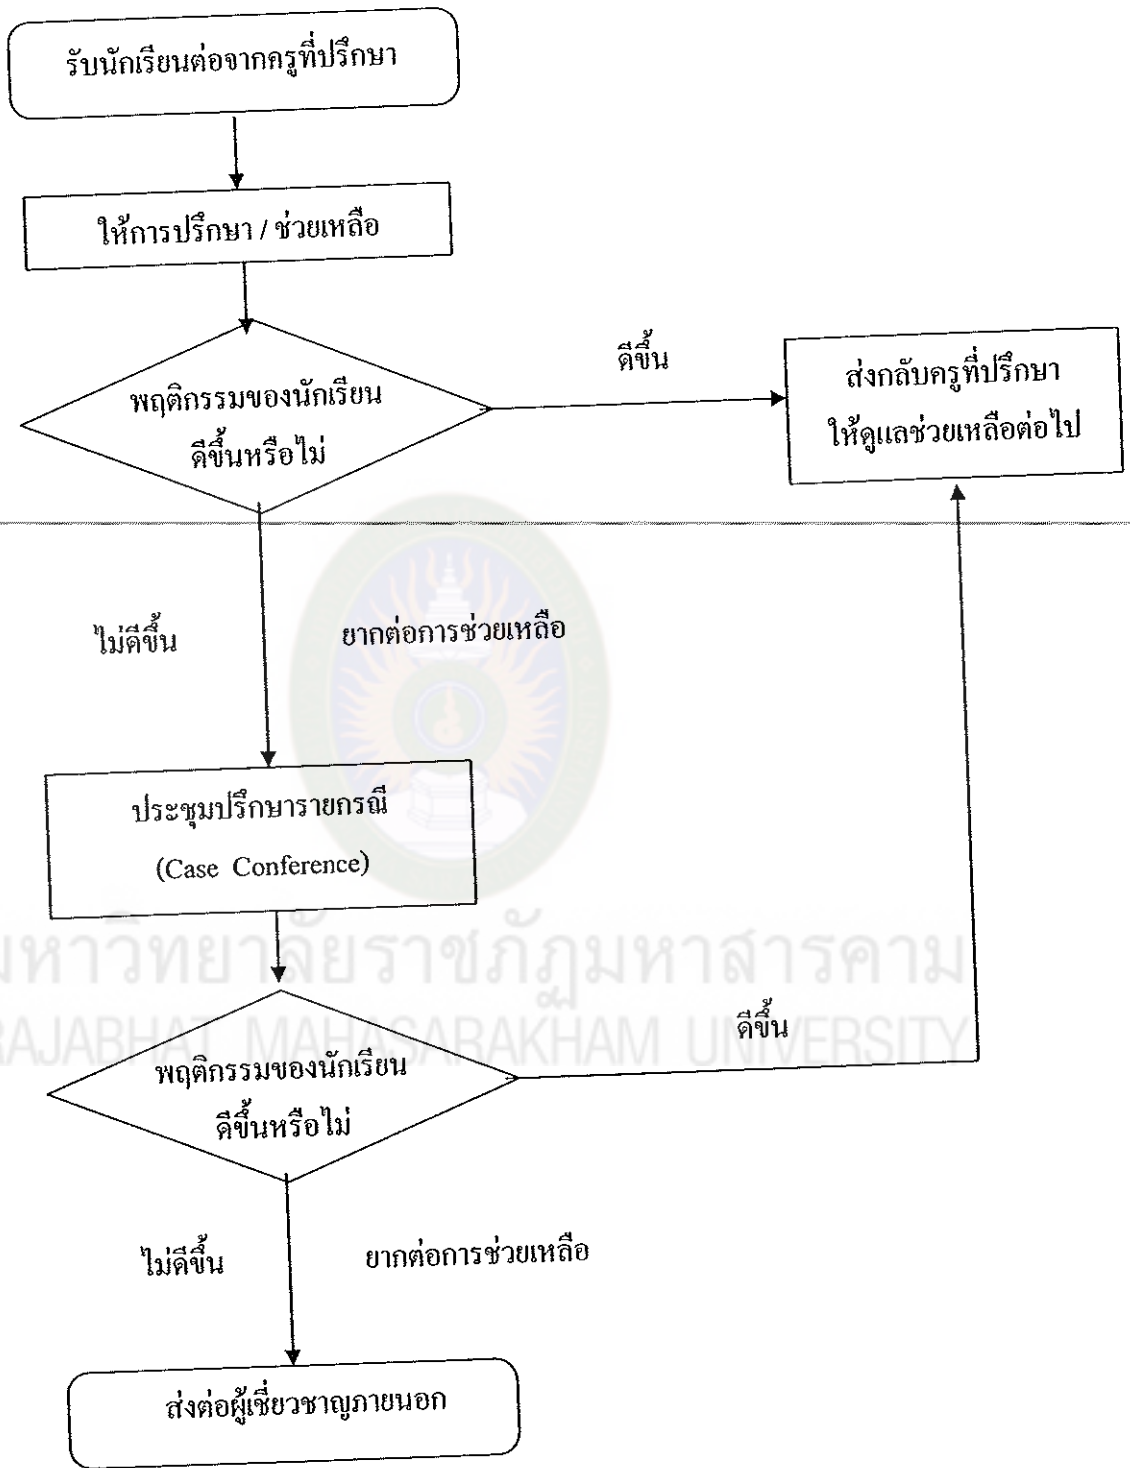 รับนักเรียนต่อจากครูที่ปรึกษา
ให้การปรึกษา / ช่วยเหลือ
พฤติกรรมของนักเรียน
ดีขึ้นหรือไม่
ดีขึ้น
ส่งกลับครูที่ปรึกษา
ให้ดูแลช่วยเหลือต่อไป
ไม่ดีขึ้น
ยากต่อการช่วยเหลือ
ประชุมปรึกษารายกรณี
(Case Conference)
มหาวิทยาลัยราชภัฏมหาสารคาม
RAJABHAT MAHASARAKHAM UNIVERSITY
พฤติกรรมของนักเรียน
ดีขึ้นหรือไม่
ดีขึ้น
ไม่ดีขึ้น
ยากต่อการช่วยเหลือ
ส่งต่อผู้เชี่ยวชาญภายนอก